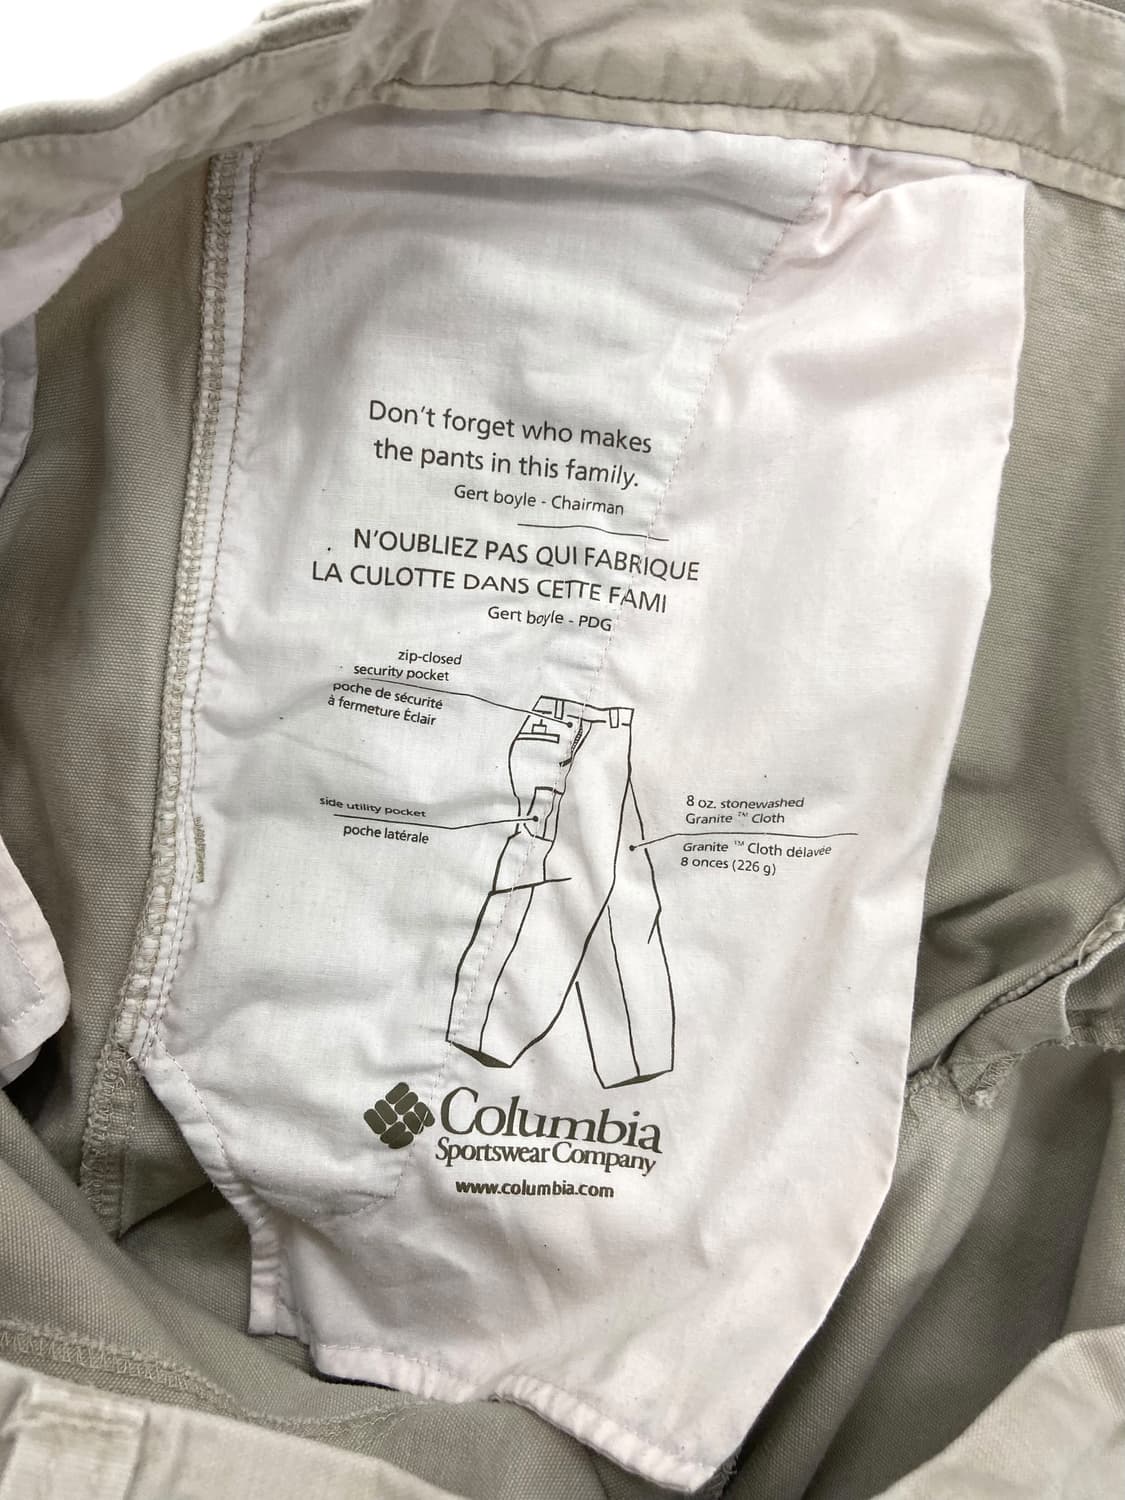 Don't forget who makes
the pants in this family.
Gert boyle - Chairman
N'OUBLIEZ PAS QUI FABRIQUE
LA CULOTTE DANS CETTE FAMI
Gert boyle - PDG
zip-closed
security pocket
poche de sécurité
à fermeture Éclair
side utility pocket
poche latérale
8 oz. stonewashed
Granite ™ Cloth
Granite ™ Cloth délavée
8 onces (226 g)
Columbia
Sportswear Company
www.columbia.com